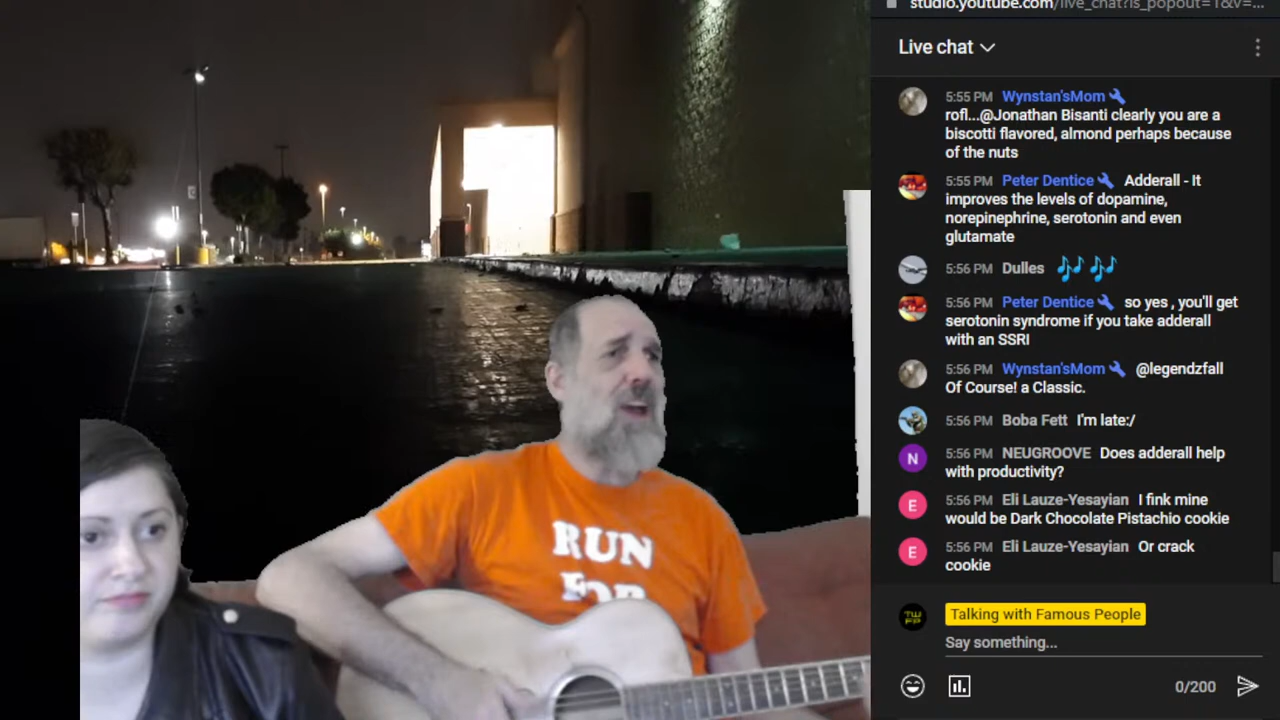 studio.youtube.com/live_chat?is_popout=1&v=...
Live chat
5:55 PM Wynstan'sMom
rofl...@Jonathan Bisanti clearly you are a
biscotti flavored, almond perhaps because
of the nuts
5:55 PM Peter Dentice Adderall - It
improves the levels of dopamine,
norepinephrine, serotonin and even
glutamate
5:56 PM Dulles 🎶 🎶
5:56 PM Peter Dentice so yes , you'll get
serotonin syndrome if you take adderall
with an SSRI
5:56 PM Wynstan'sMom @legendzfall
Of Course! a Classic.
5:56 PM Boba Fett I'm late:/
N
5:56 PM NEUGROOVE Does adderall help
with productivity?
E
5:56 PM Eli Lauze-Yesayian I fink mine
would be Dark Chocolate Pistachio cookie
E
5:56 PM Eli Lauze-Yesayian Or crack
cookie
TW
FP
Talking with Famous People
Say something...
0/200
RUN
FOR